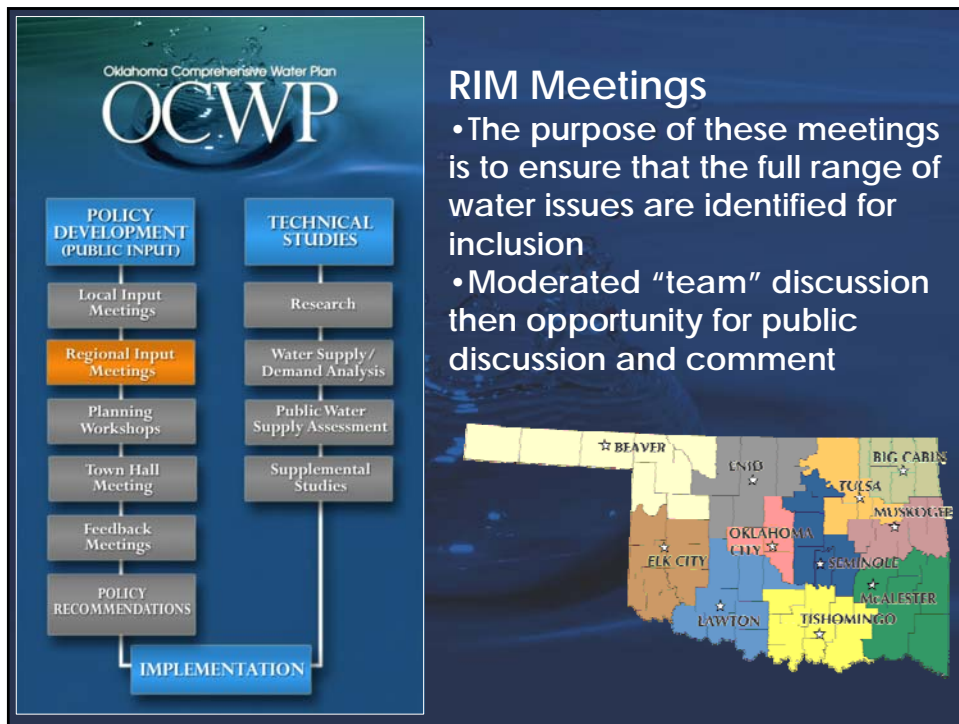 Oklahoma Comprehensive Water Plan
OCWP
POLICY
DEVELOPMENT
(PUBLIC INPUT)
Local Input
Meetings
Regional Input
Meetings
Planning
Workshops
Town Hall
Meeting
Feedback
Meetings
POLICY
RECOMMENDATIONS
TECHNICAL
STUDIES
Research
Water Supply/
Demand Analysis
Public Water
Supply Assessment
Supplemental
Studies
IMPLEMENTATION
RIM Meetings
•The purpose of these meetings
is to ensure that the full range of
water issues are identified for
inclusion
•Moderated “team” discussion
then opportunity for public
discussion and comment
BEAVER
ENID
BIG CABIN
TULSA
MUSKOGEE
OKLAHOMA
CITY
ELK CITY
SEMINOLE
McALESTER
LAWTON
TISHOMINGO